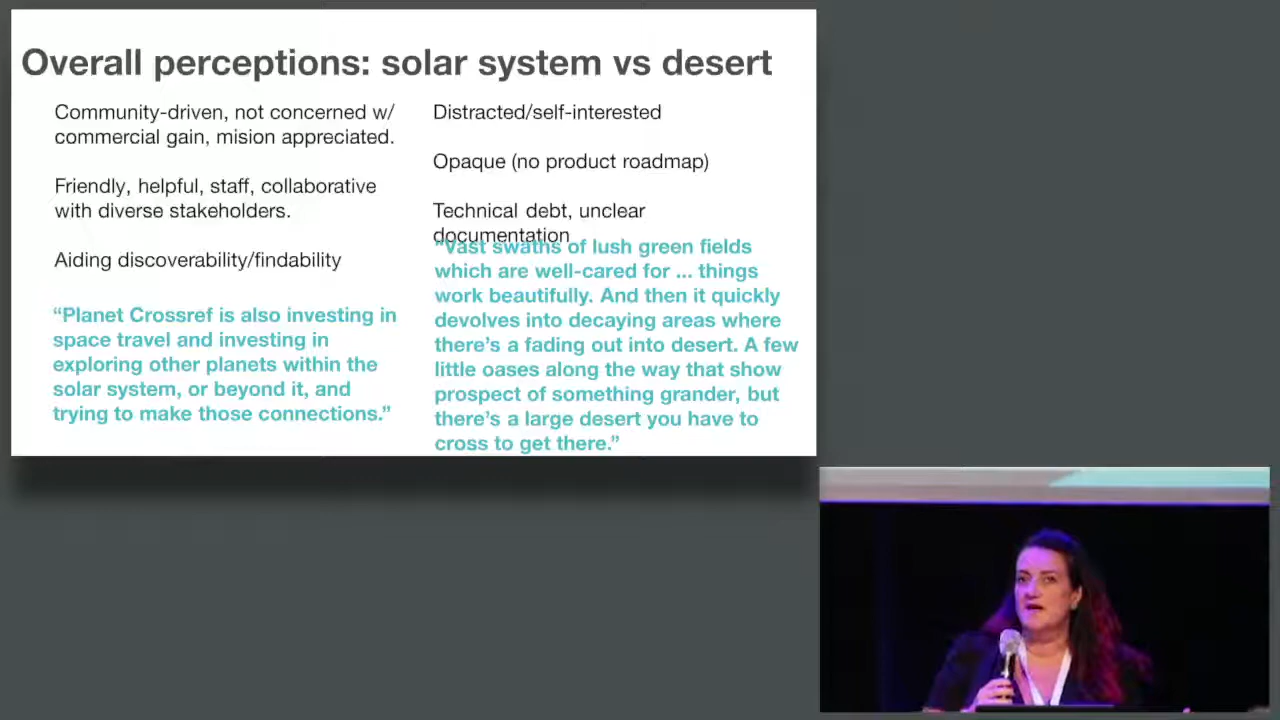 Overall perceptions: solar system vs desert
Community-driven, not concerned w/
commercial gain, mision appreciated.
Friendly, helpful, staff, collaborative
with diverse stakeholders.
Aiding discoverability/findability
“Planet Crossref is also investing in
space travel and investing in
exploring other planets within the
solar system, or beyond it, and
trying to make those connections.”
Distracted/self-interested
Opaque (no product roadmap)
Technical debt, unclear
documentation
“Vast swaths of lush green fields
which are well-cared for ... things
work beautifully. And then it quickly
devolves into decaying areas where
there’s a fading out into desert. A few
little oases along the way that show
prospect of something grander, but
there’s a large desert you have to
cross to get there.”